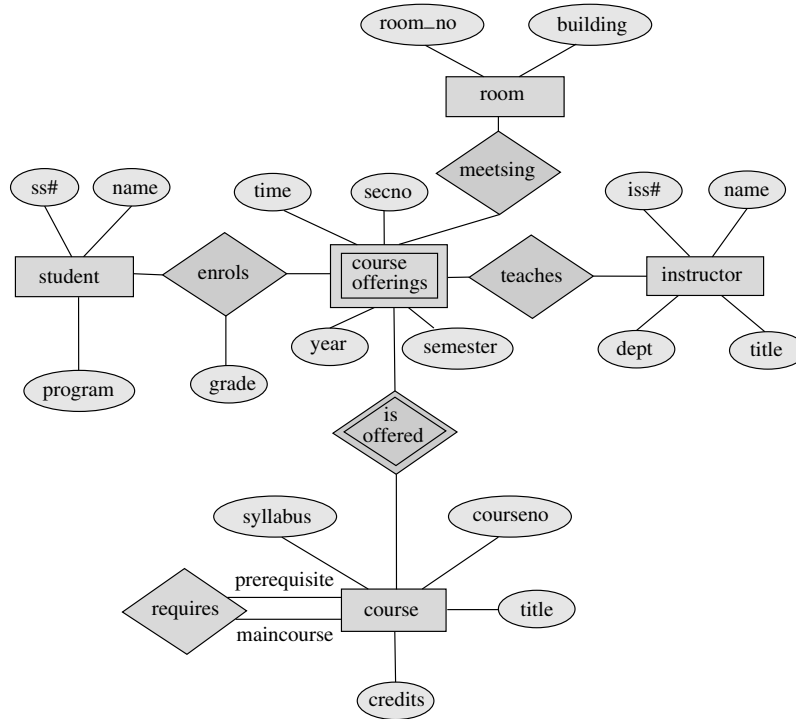 room_no
building
room
meetsing
ss#
name
time
secno
iss#
name
student
enrols
course
offerings
teaches
instructor
year
semester
dept
title
program
grade
is
offered
syllabus
courseno
prerequisite
requires
course
title
maincourse
credits